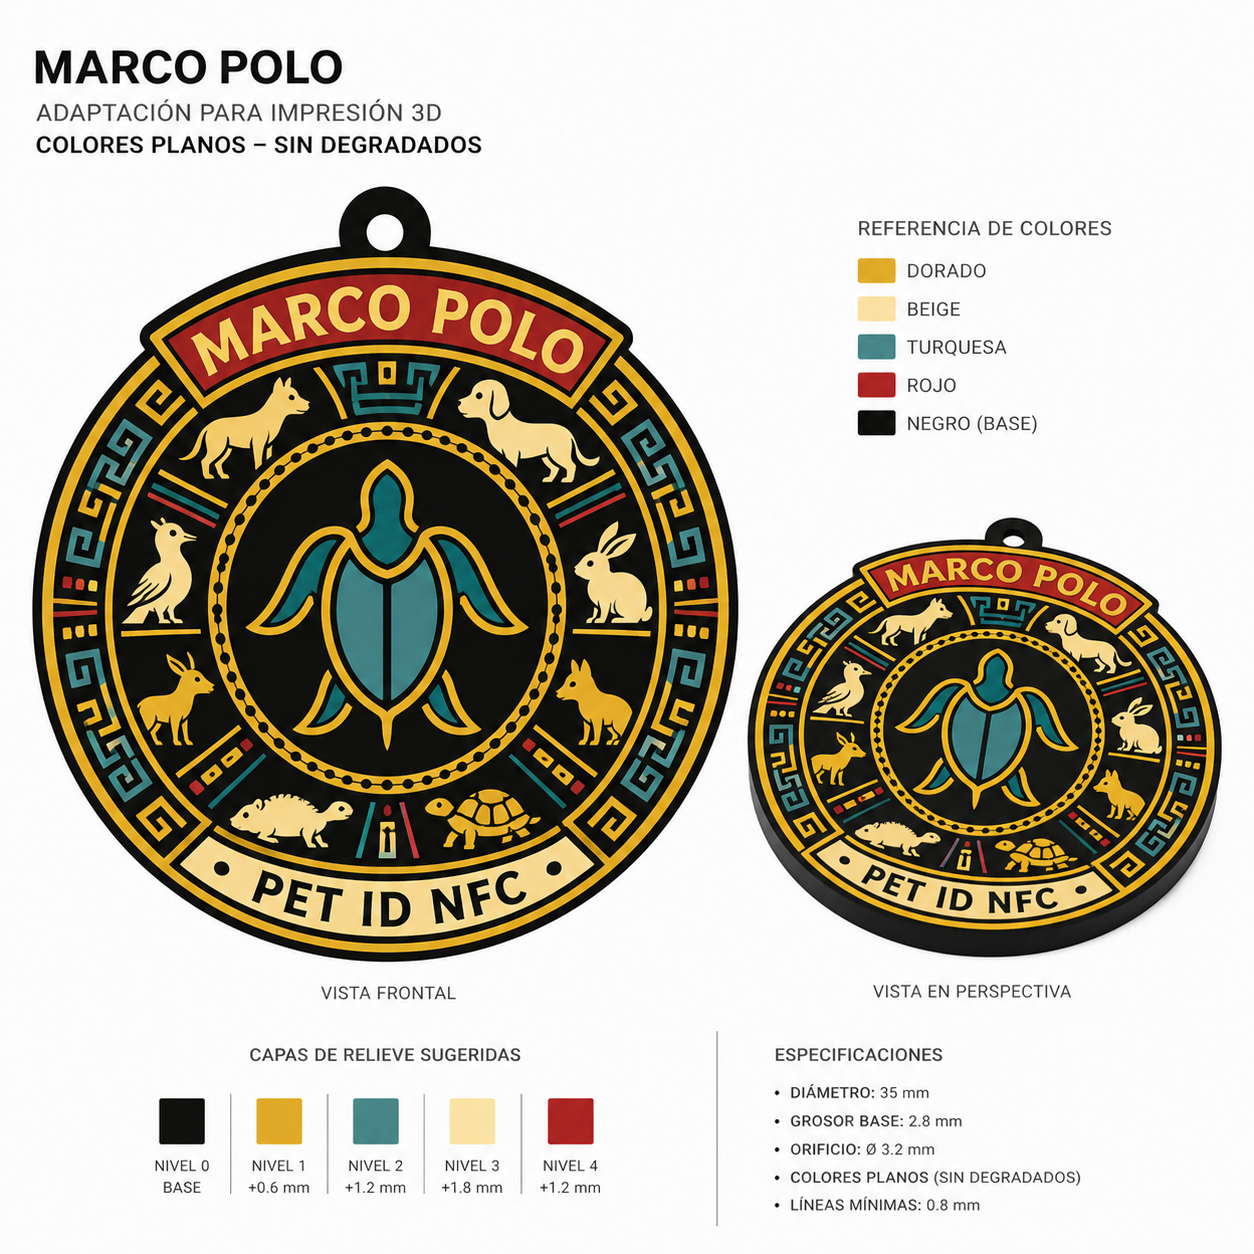 MARCO POLO
ADAPTACIÓN PARA IMPRESIÓN 3D
COLORES PLANOS – SIN DEGRADADOS
MARCO POLO
PET ID NFC
VISTA FRONTAL
REFERENCIA DE COLORES
DORADO
BEIGE
TURQUESA
ROJO
NEGRO (BASE)
MARCO POLO
• PET ID NFC •
VISTA EN PERSPECTIVA
CAPAS DE RELIEVE SUGERIDAS
NIVEL 0
BASE
NIVEL 1
+0.6 mm
NIVEL 2
+1.2 mm
NIVEL 3
+1.8 mm
NIVEL 4
+1.2 mm
ESPECIFICACIONES
• DIÁMETRO: 35 mm
• GROSOR BASE: 2.8 mm
• ORIFICIO: Ø 3.2 mm
• COLORES PLANOS (SIN DEGRADADOS)
• LÍNEAS MÍNIMAS: 0.8 mm